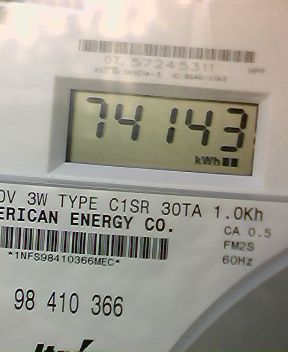 07 57245311
74143
kWh
V 3W TYPE C1SR 30TA 1.0Kh
ERICAN ENERGY CO.
CA 0.5
FM2S
*1NFS98410366MEC*
60Hz
98 410 366